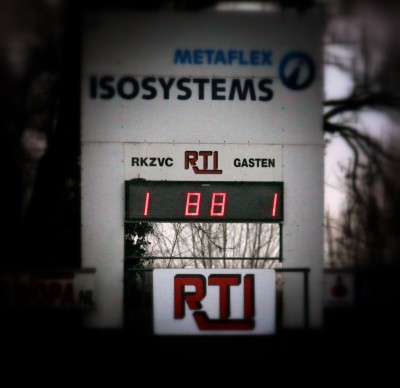 METAFLEX
ISOSYSTEMS
RKZVC RTI GASTEN
1 88 1
RTI